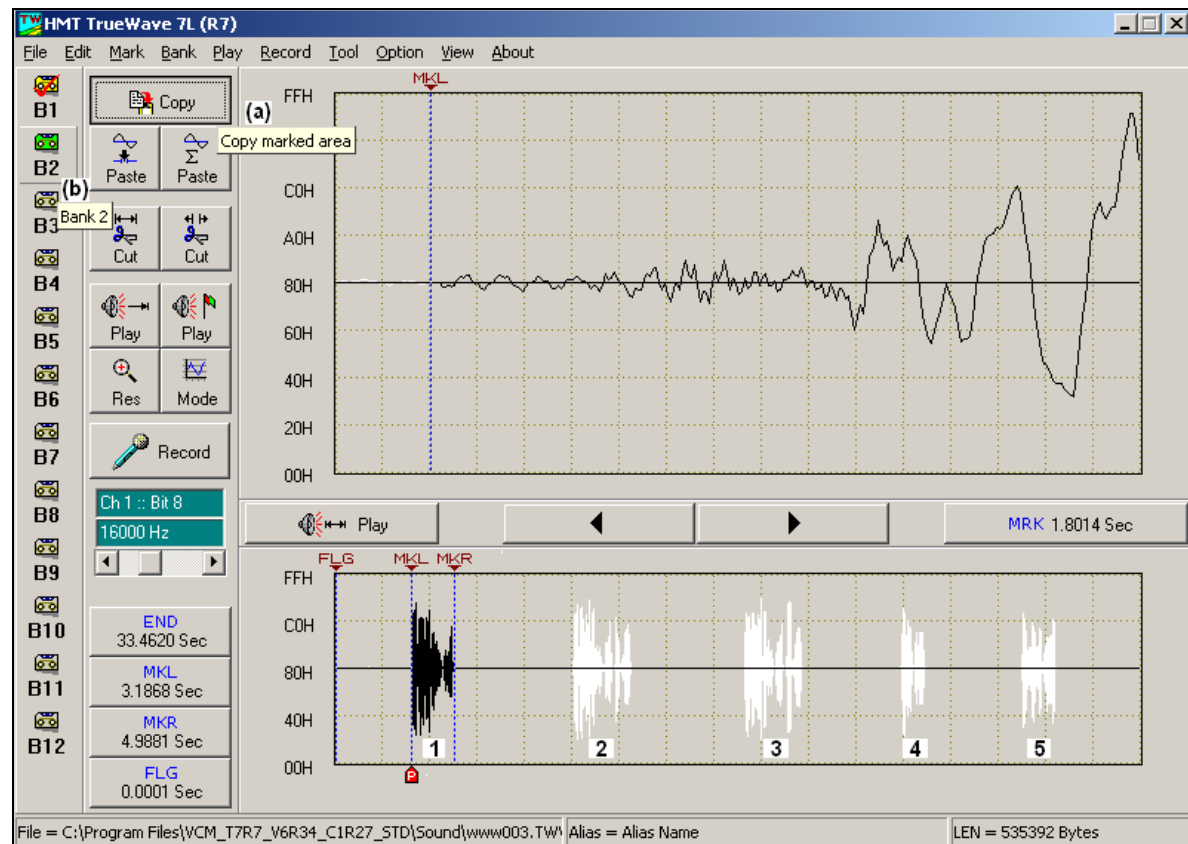 HMT TrueWave 7L (R7)
File Edit Mark Bank Play Record Tool Option View About
B1
B2
B3
B4
B5
B6
B7
B8
B9
B10
B11
B12
(b)
Bank 2
Copy
(a)
Copy marked area
Paste
Σ
Paste
Cut
Cut
Play
Play
Res
Mode
Record
Ch 1 :: Bit 8
16000 Hz
END
33.4620 Sec
MKL
3.1868 Sec
MKR
4.9881 Sec
FLG
0.0001 Sec
MKL
FFH
C0H
A0H
80H
60H
40H
20H
00H
Play
MRK 1.8014 Sec
FLG MKL MKR
FFH
C0H
80H
40H
00H
1 2 3 4 5
P
File = C:\Program Files\VCM_T7R7_V6R34_C1R27_STD\Sound\www003.TW
Alias = Alias Name
LEN = 535392 Bytes